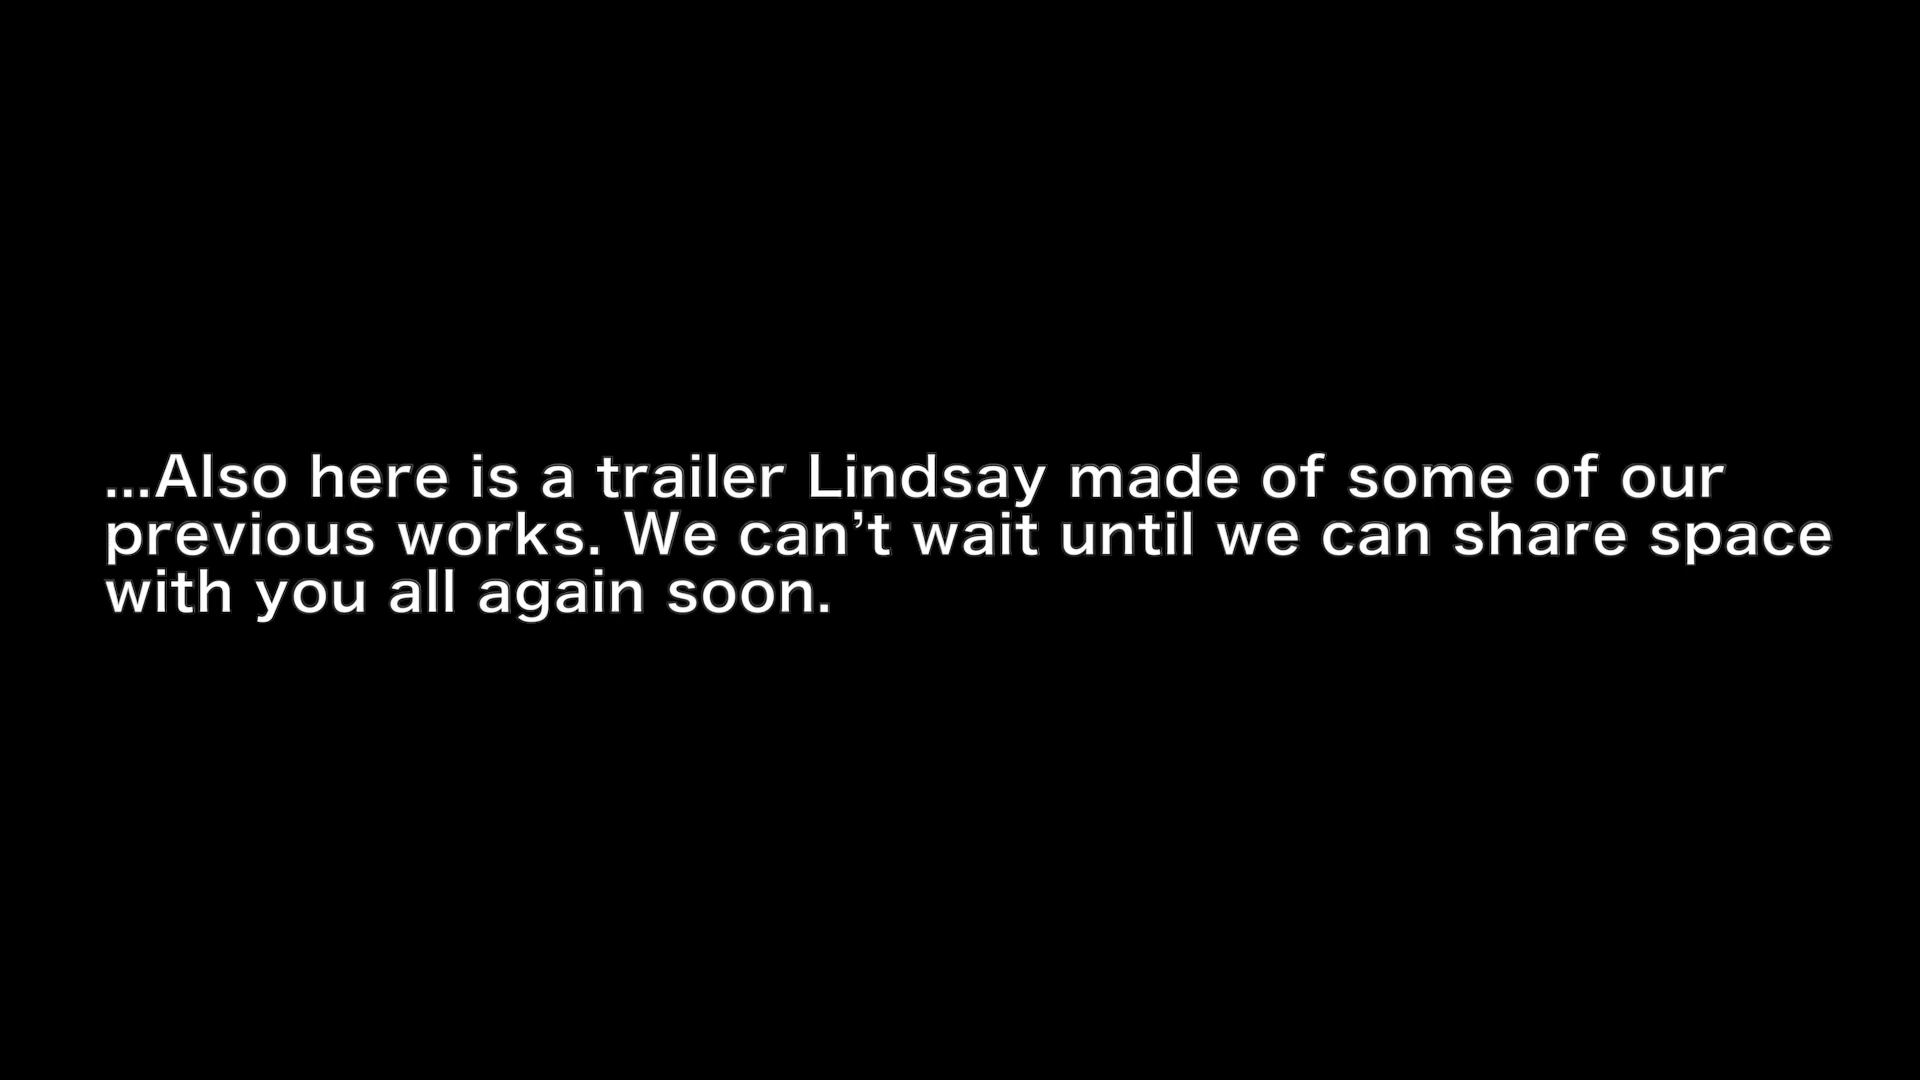 ...Also here is a trailer Lindsay made of some of our
previous works. We can’t wait until we can share space
with you all again soon.